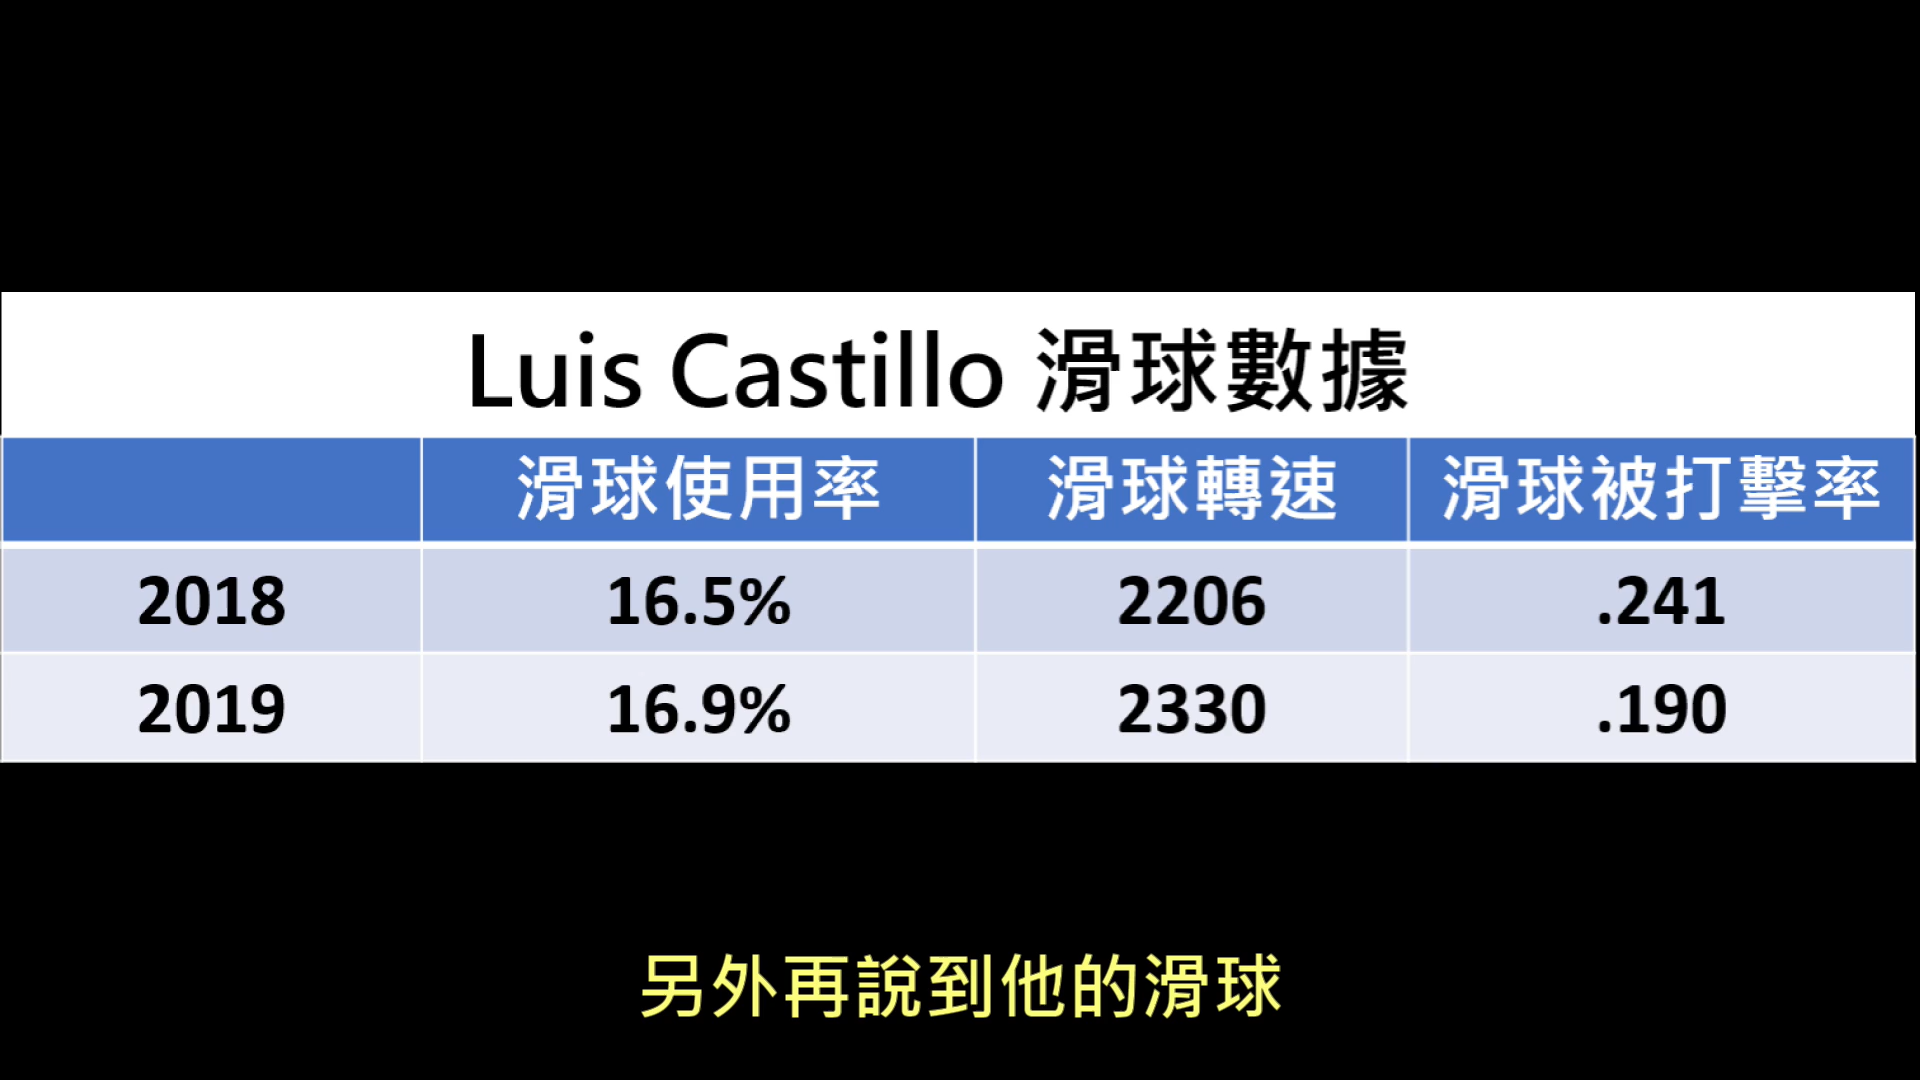 Luis Castillo 滑球數據
滑球使用率 滑球轉速 滑球被打擊率
2018 16.5% 2206 .241
2019 16.9% 2330 .190
另外再說到他的滑球